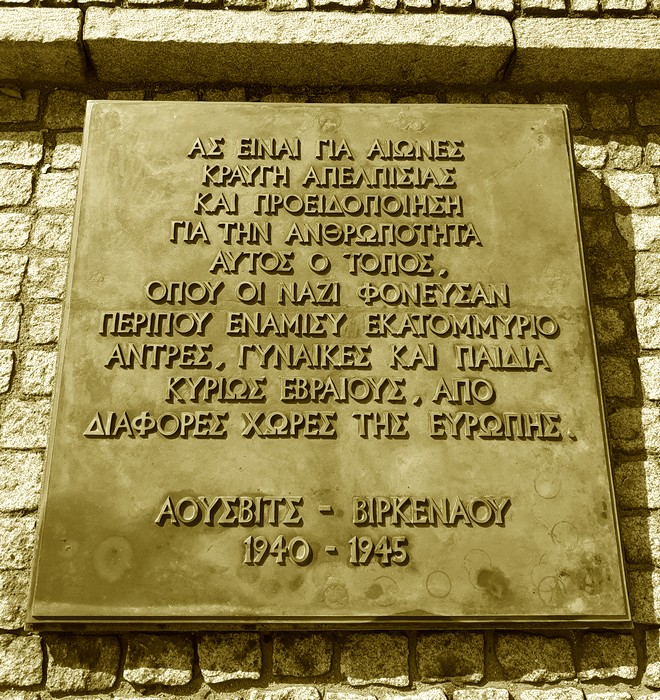 ΑΣ ΕΙΝΑΙ ΓΙΑ ΑΙΩΝΕΣ
ΚΡΑΥΓΗ ΑΠΕΛΠΙΣΙΑΣ
ΚΑΙ ΠΡΟΕΙΔΟΠΟΙΗΣΗ
ΓΙΑ ΤΗΝ ΑΝΘΡΩΠΟΤΗΤΑ
ΑΥΤΟΣ Ο ΤΟΠΟΣ,
ΟΠΟΥ ΟΙ ΝΑΖΙ ΦΟΝΕΥΣΑΝ
ΠΕΡΙΠΟΥ ΕΝΑΜΙΣΥ ΕΚΑΤΟΜΜΥΡΙΟ
ΑΝΤΡΕΣ, ΓΥΝΑΙΚΕΣ ΚΑΙ ΠΑΙΔΙΑ
ΚΥΡΙΩΣ ΕΒΡΑΙΟΥΣ, ΑΠΟ
ΔΙΑΦΟΡΕΣ ΧΩΡΕΣ ΤΗΣ ΕΥΡΩΠΗΣ.
ΑΟΥΣΒΙΤΣ - ΒΙΡΚΕΝΑΟΥ
1940 - 1945